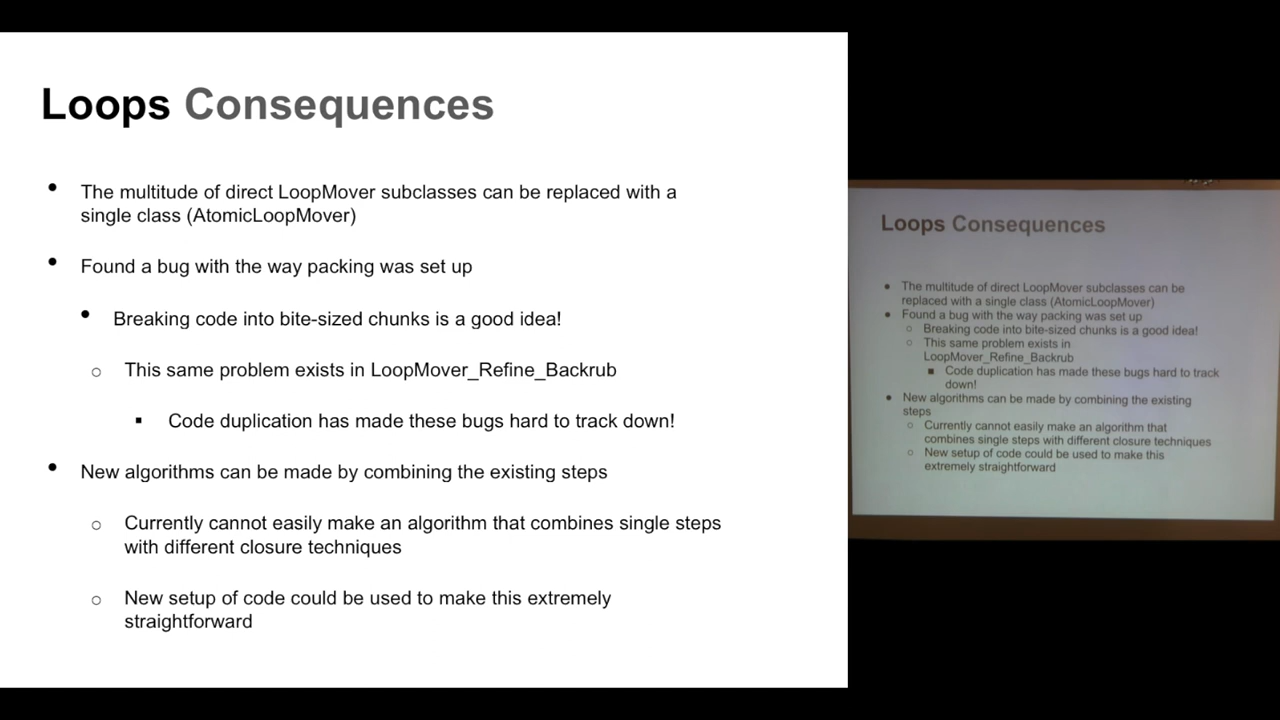 Loops Consequences
• The multitude of direct LoopMover subclasses can be replaced with a
single class (AtomicLoopMover)
• Found a bug with the way packing was set up
• Breaking code into bite-sized chunks is a good idea!
○ This same problem exists in LoopMover_Refine_Backrub
▪ Code duplication has made these bugs hard to track down!
• New algorithms can be made by combining the existing steps
○ Currently cannot easily make an algorithm that combines single steps
with different closure techniques
○ New setup of code could be used to make this extremely
straightforward
Loops Consequences
● The multitude of direct LoopMover subclasses can be
replaced with a single class (AtomicLoopMover)
● Found a bug with the way packing was set up
○ Breaking code into bite-sized chunks is a good idea!
○ This same problem exists in
LoopMover_Refine_Backrub
■ Code duplication has made these bugs hard to track
down!
● New algorithms can be made by combining the existing
steps
○ Currently cannot easily make an algorithm that
combines single steps with different closure techniques
○ New setup of code could be used to make this
extremely straightforward